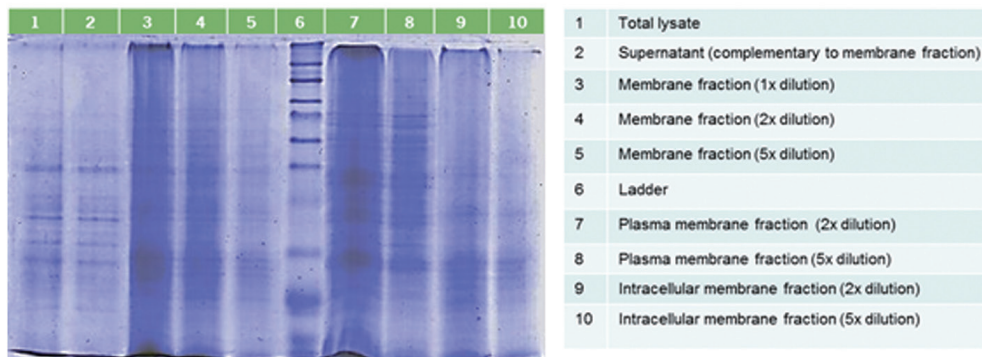 1 2 3 4 5 6 7 8 9 10
1 Total lysate
2 Supernatant (complementary to membrane fraction)
3 Membrane fraction (1x dilution)
4 Membrane fraction (2x dilution)
5 Membrane fraction (5x dilution)
6 Ladder
7 Plasma membrane fraction (2x dilution)
8 Plasma membrane fraction (5x dilution)
9 Intracellular membrane fraction (2x dilution)
10 Intracellular membrane fraction (5x dilution)